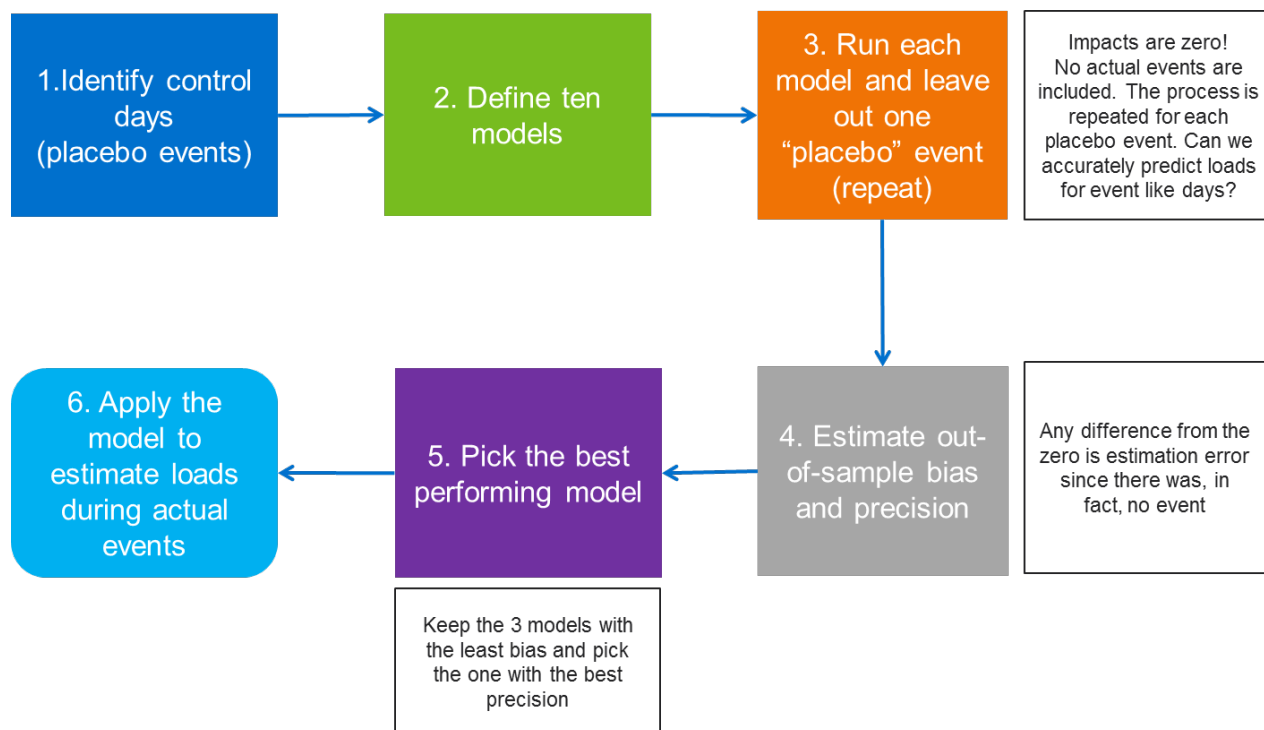 1.Identify control
days
(placebo events)
2. Define ten
models
3. Run each
model and leave
out one
“placebo” event
(repeat)
Impacts are zero!
No actual events are
included. The process is
repeated for each
placebo event. Can we
accurately predict loads
for event like days?
4. Estimate out-
of-sample bias
and precision
Any difference from the
zero is estimation error
since there was, in
fact, no event
5. Pick the best
performing model
Keep the 3 models with
the least bias and pick
the one with the best
precision
6. Apply the
model to
estimate loads
during actual
events